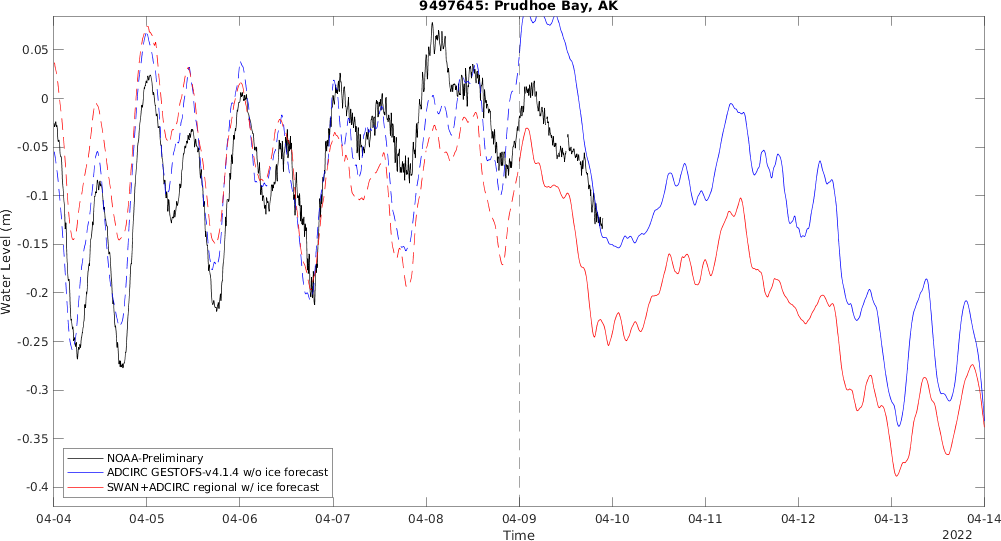 9497645: Prudhoe Bay, AK
Water Level (m)
0.05
0
-0.05
-0.1
-0.15
-0.2
-0.25
-0.3
-0.35
-0.4
NOAA-Preliminary
ADCIRC GESTOFS-v4.1.4 w/o ice forecast
SWAN+ADCIRC regional w/ ice forecast
04-04 04-05 04-06 04-07 04-08 04-09 04-10 04-11 04-12 04-13 04-14
Time
2022